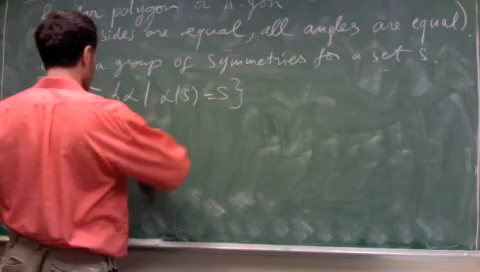 polygon or n-gon
sides are equal, all angles are equal).
a group of symmetries for a set S.
{α | α(S) = S}